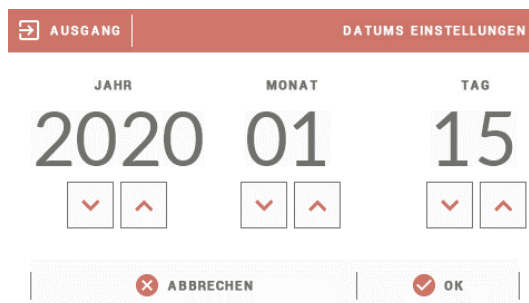 AUSGANG
DATUMS EINSTELLUNGEN
JAHR MONAT TAG
2020 01 15
ABBRECHEN OK